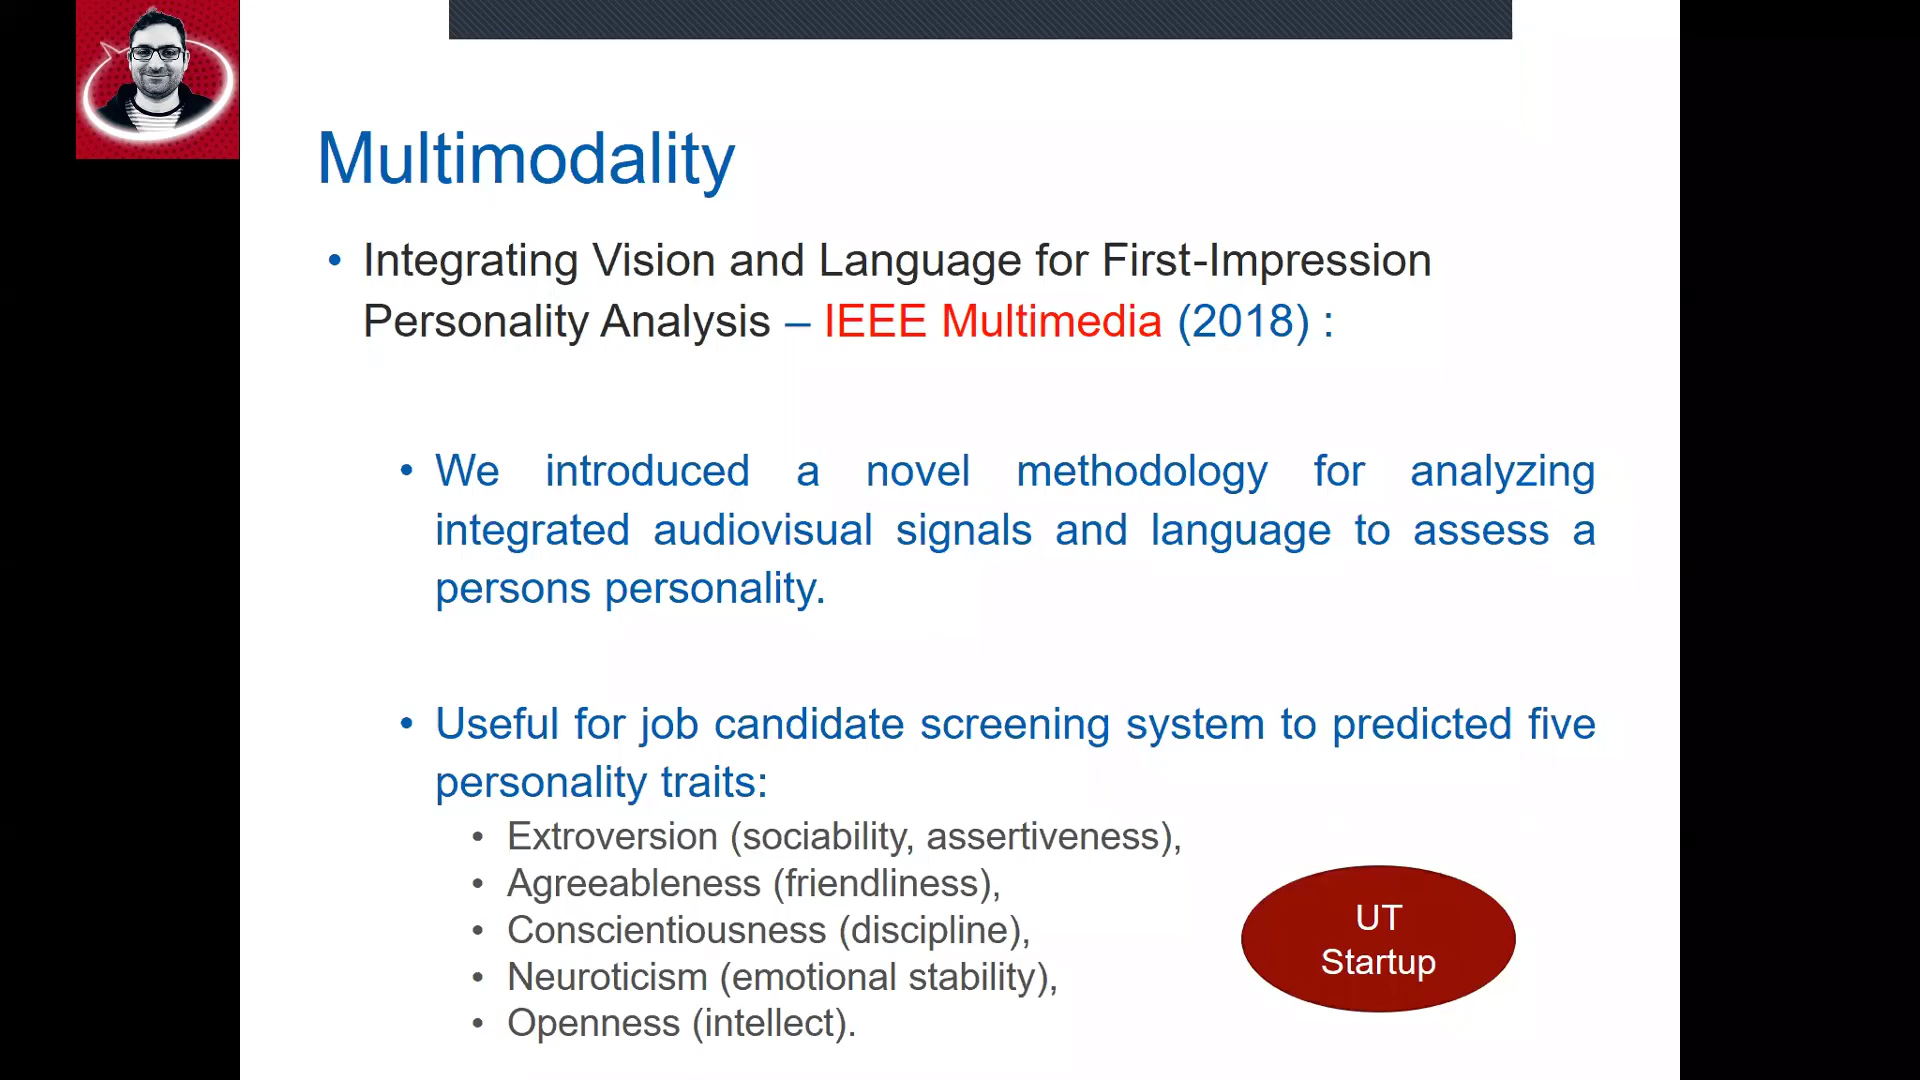 Multimodality
• Integrating Vision and Language for First-Impression
Personality Analysis – IEEE Multimedia (2018) :
• We introduced a novel methodology for analyzing
integrated audiovisual signals and language to assess a
persons personality.
• Useful for job candidate screening system to predicted five
personality traits:
• Extroversion (sociability, assertiveness),
• Agreeableness (friendliness),
• Conscientiousness (discipline),
• Neuroticism (emotional stability),
• Openness (intellect).
UT
Startup